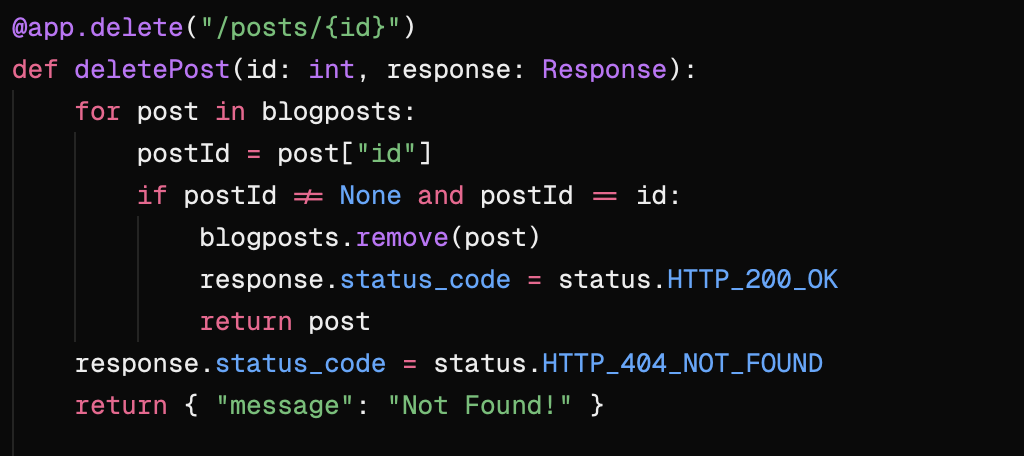 @app.delete("/posts/{id}")
def deletePost(id: int, response: Response):
    for post in blogposts:
        postId = post["id"]
        if postId != None and postId == id:
            blogposts.remove(post)
            response.status_code = status.HTTP_200_OK
            return post
    response.status_code = status.HTTP_404_NOT_FOUND
    return { "message": "Not Found!" }